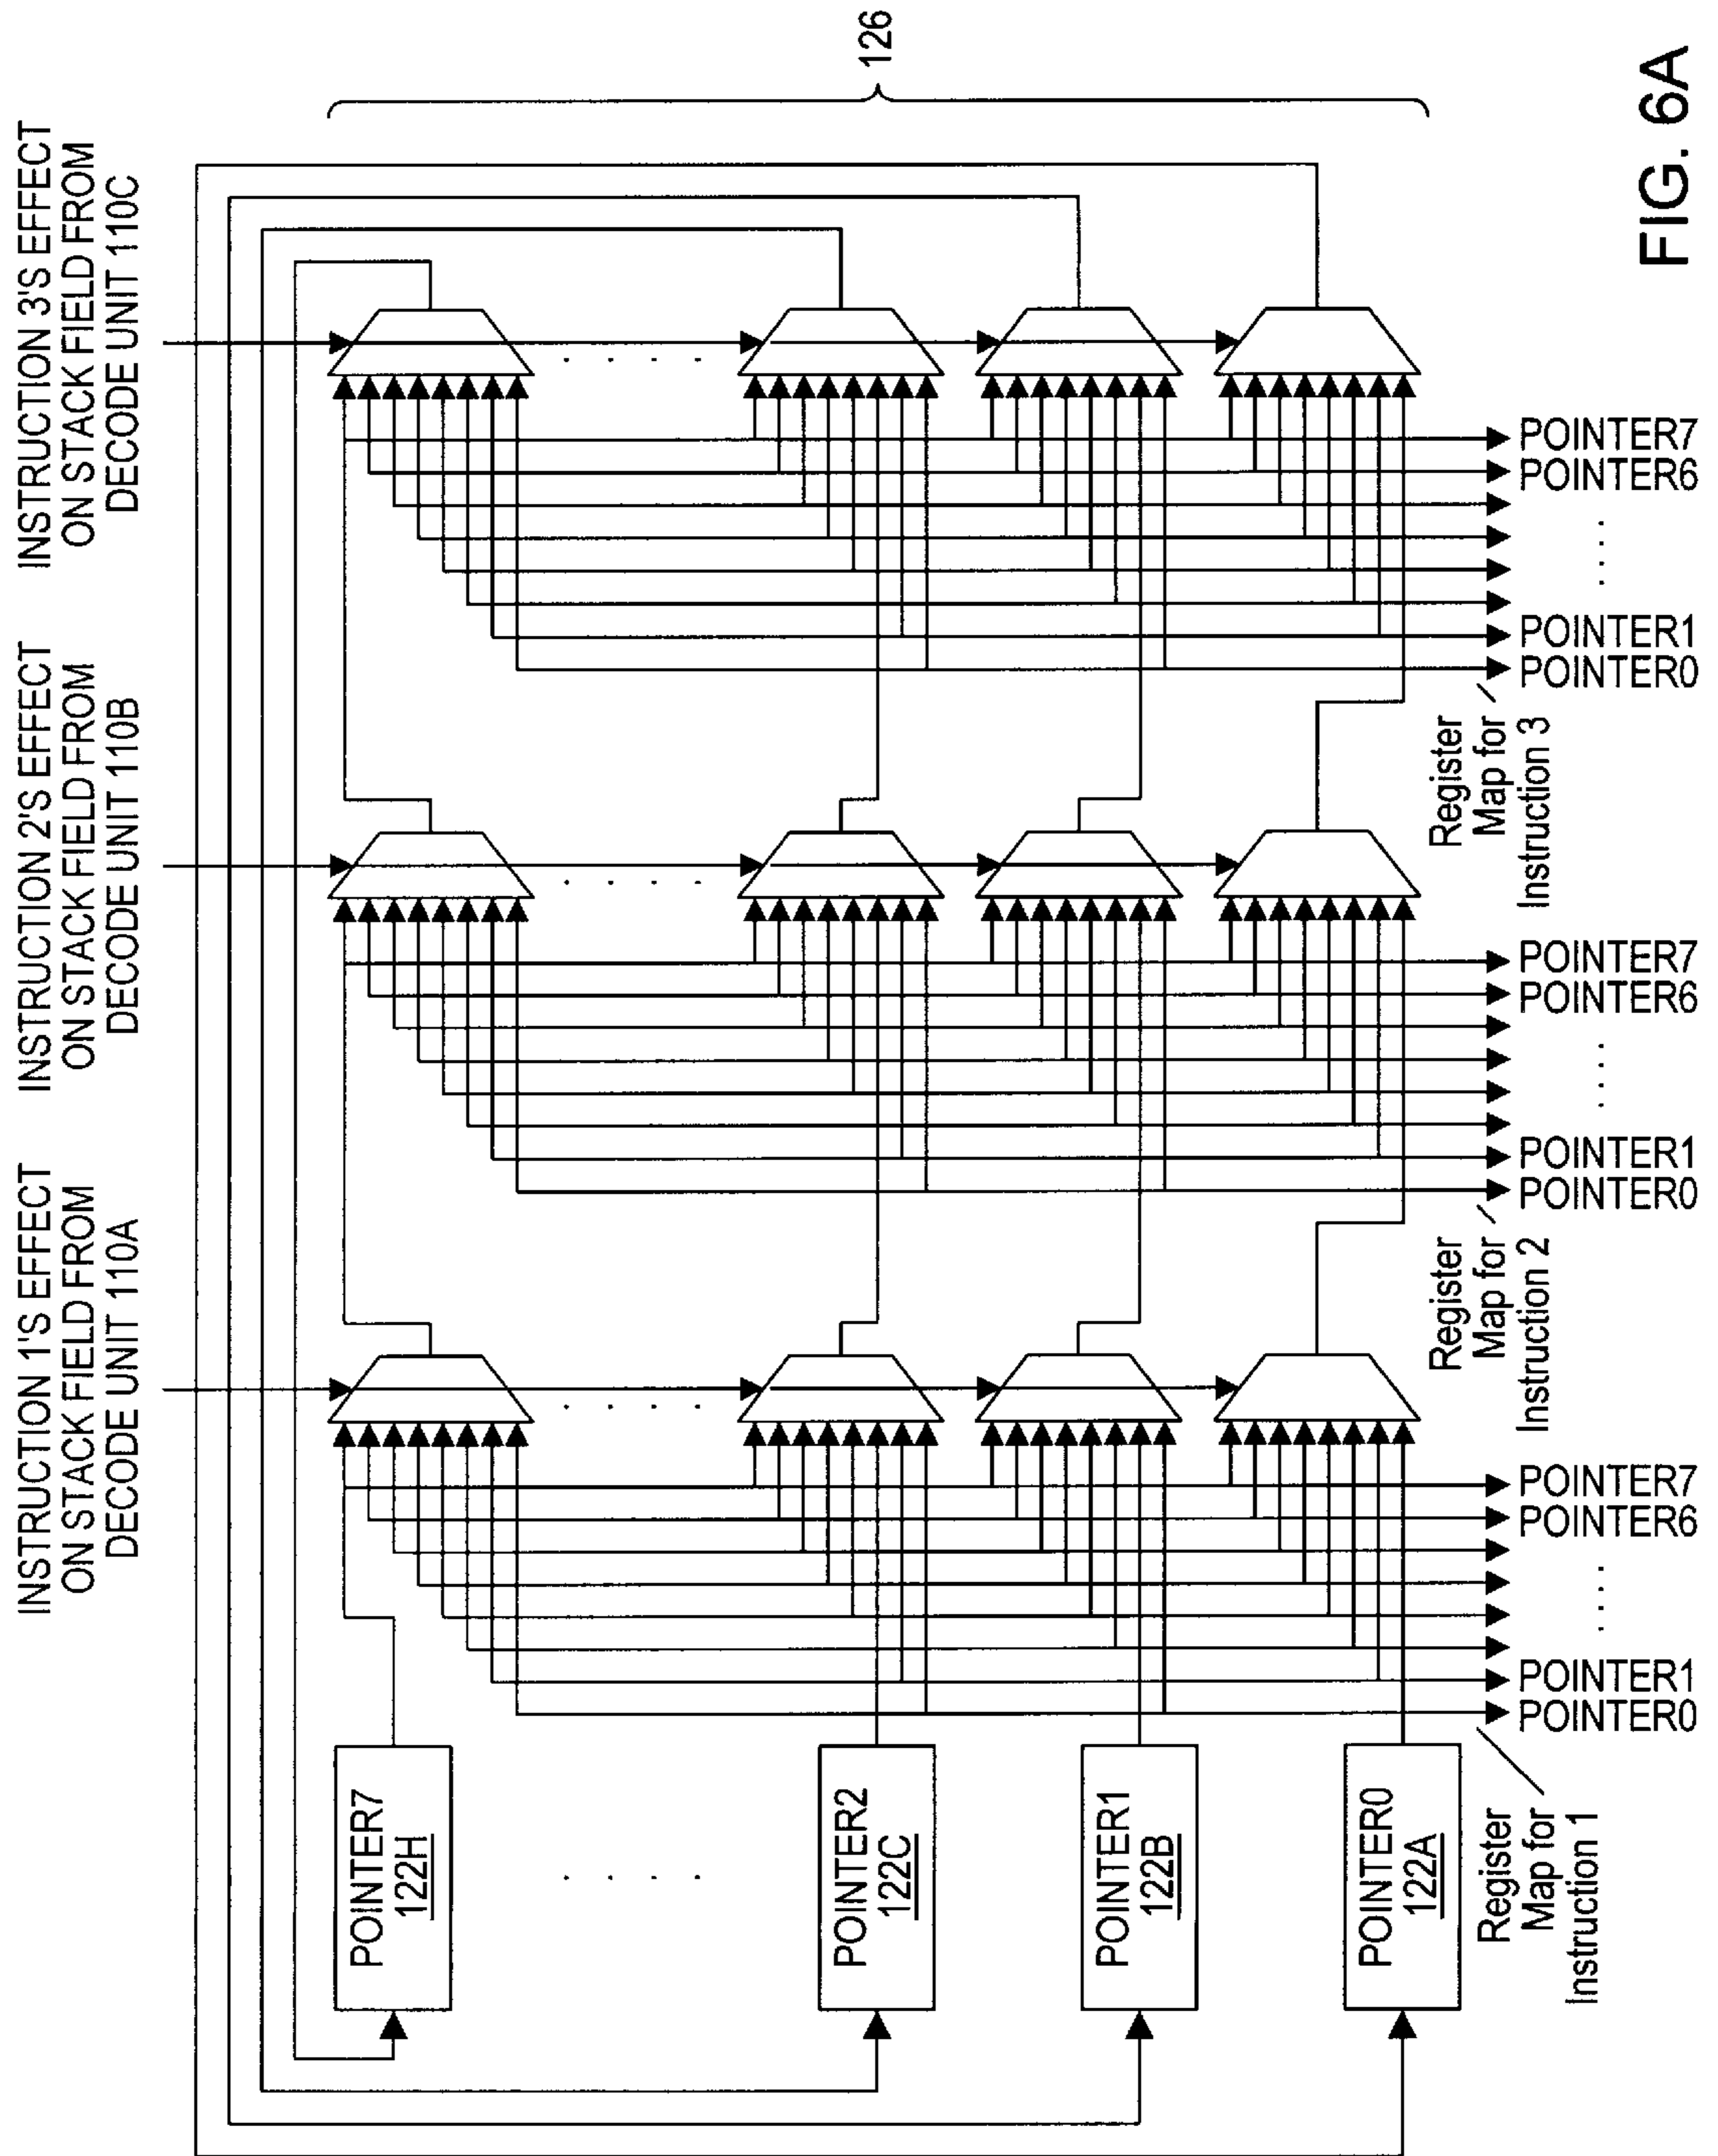 INSTRUCTION 1'S EFFECT
ON STACK FIELD FROM
DECODE UNIT 110A
INSTRUCTION 2'S EFFECT
ON STACK FIELD FROM
DECODE UNIT 110B
INSTRUCTION 3'S EFFECT
ON STACK FIELD FROM
DECODE UNIT 110C
126
POINTER7
122H
POINTER2
122C
POINTER1
122B
POINTER0
122A
Register
Map for
Instruction 1
POINTER0
POINTER1
POINTER6
POINTER7
Register
Map for
Instruction 2
POINTER0
POINTER1
POINTER6
POINTER7
Register
Map for
Instruction 3
POINTER0
POINTER1
POINTER6
POINTER7
FIG. 6A